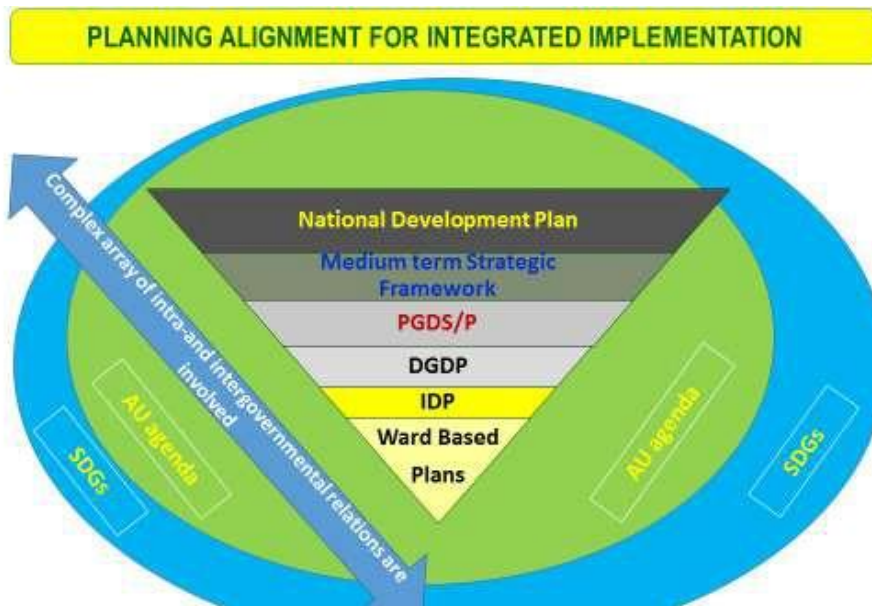 PLANNING ALIGNMENT FOR INTEGRATED IMPLEMENTATION
National Development Plan
Medium term Strategic
Framework
PGDS/P
DGDP
IDP
Ward Based
Plans
Complex array of intra-and intergovernmental relations are
involved
AU agenda
SDGs
AU agenda
SDGs